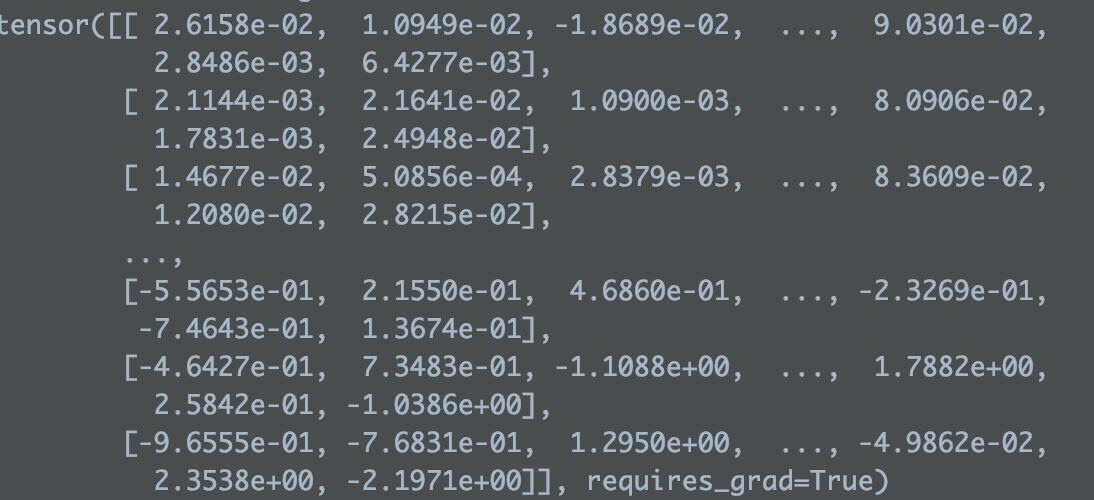 tensor([[ 2.6158e-02,  1.0949e-02, -1.8689e-02,  ...,  9.0301e-02,
          2.8486e-03,  6.4277e-03],
        [ 2.1144e-03,  2.1641e-02,  1.0900e-03,  ...,  8.0906e-02,
          1.7831e-03,  2.4948e-02],
        [ 1.4677e-02,  5.0856e-04,  2.8379e-03,  ...,  8.3609e-02,
          1.2080e-02,  2.8215e-02],
        ...,
        [-5.5653e-01,  2.1550e-01,  4.6860e-01,  ..., -2.3269e-01,
         -7.4643e-01,  1.3674e-01],
        [-4.6427e-01,  7.3483e-01, -1.1088e+00,  ...,  1.7882e+00,
          2.5842e-01, -1.0386e+00],
        [-9.6555e-01, -7.6831e-01,  1.2950e+00,  ..., -4.9862e-02,
          2.3538e+00, -2.1971e+00]], requires_grad=True)